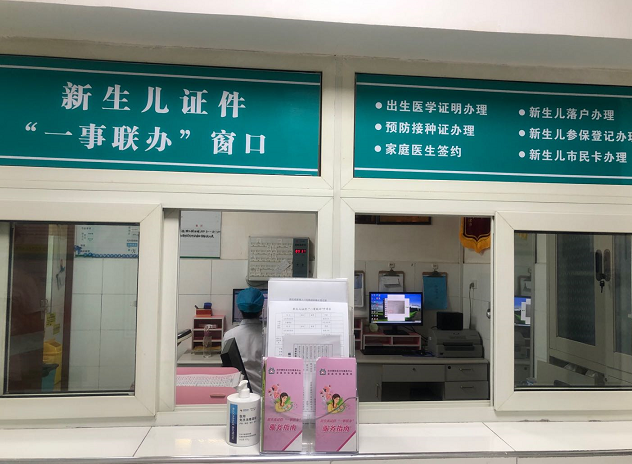 新生儿证件
“一事联办”窗口
出生医学证明办理
预防接种证办理
家庭医生签约
新生儿落户办理
新生儿参保登记办理
新生儿市民卡办理
服务指南
服务指南